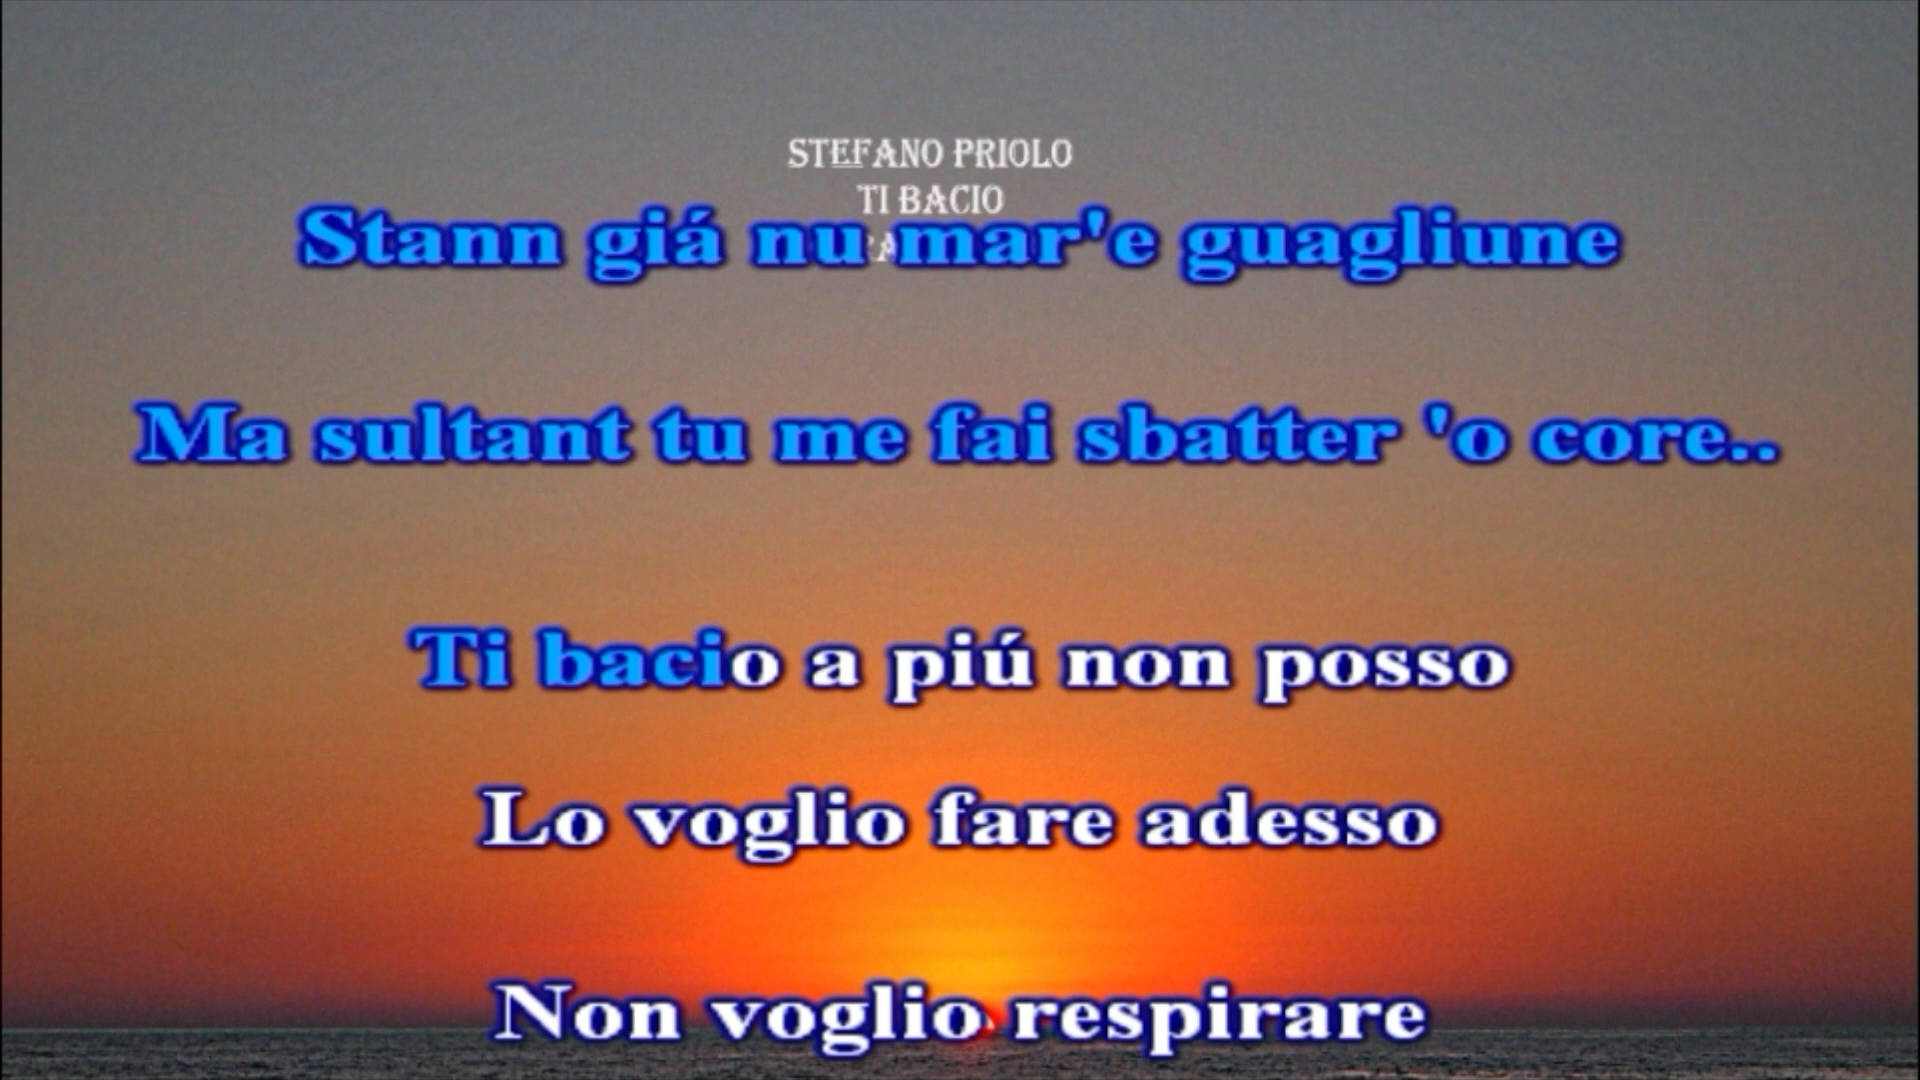 STEFANO PRIOLO
TI BACIO
Stann giá nu mar'e guagliune
Ma sultant tu me fai sbatter 'o core..
Ti bacio a piú non posso
Lo voglio fare adesso
Non voglio respirare